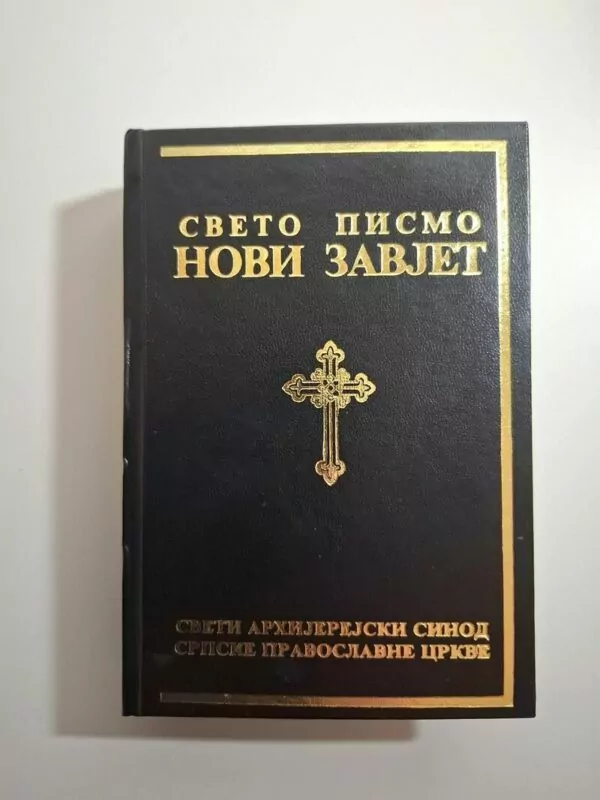 СВЕТО ПИСМО
НОВИ ЗАВЈЕТ
СВЕТИ АРХИЈЕРЕЈСКИ СИНОД
СРПСКЕ ПРАВОСЛАВНЕ ЦРКВЕ